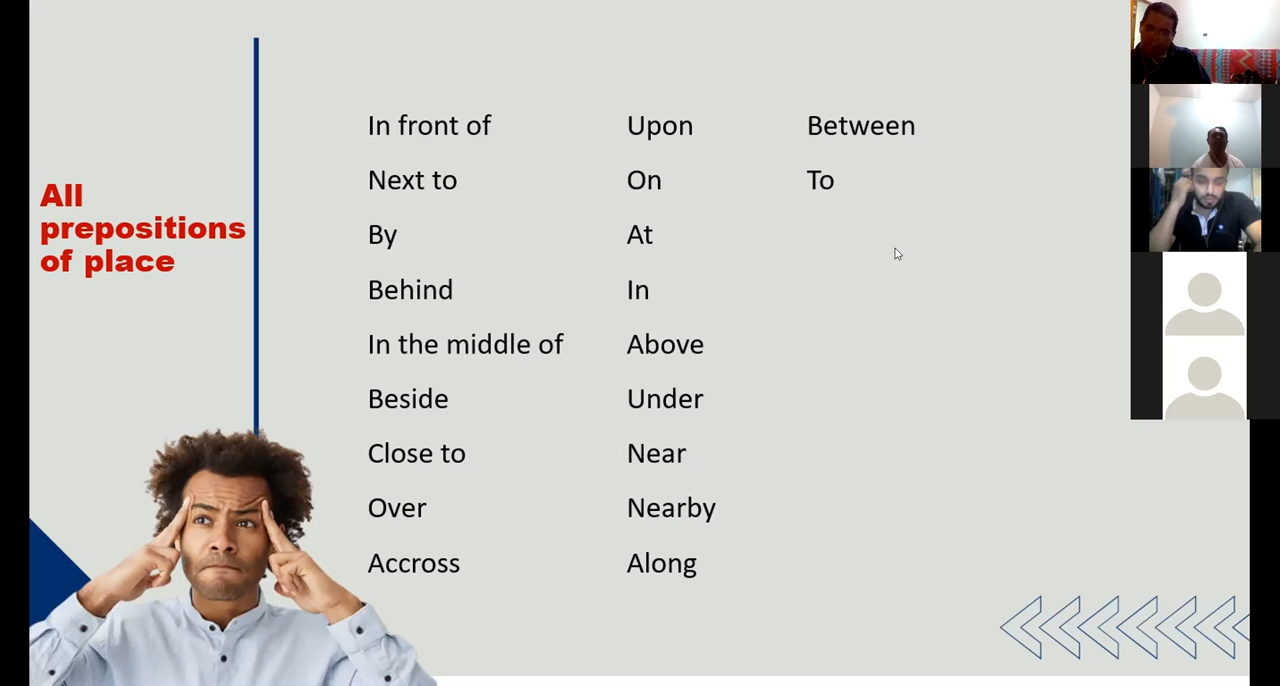 All
prepositions
of place
In front of
Next to
By
Behind
In the middle of
Beside
Close to
Over
Accross
Upon
On
At
In
Above
Under
Near
Nearby
Along
Between
To